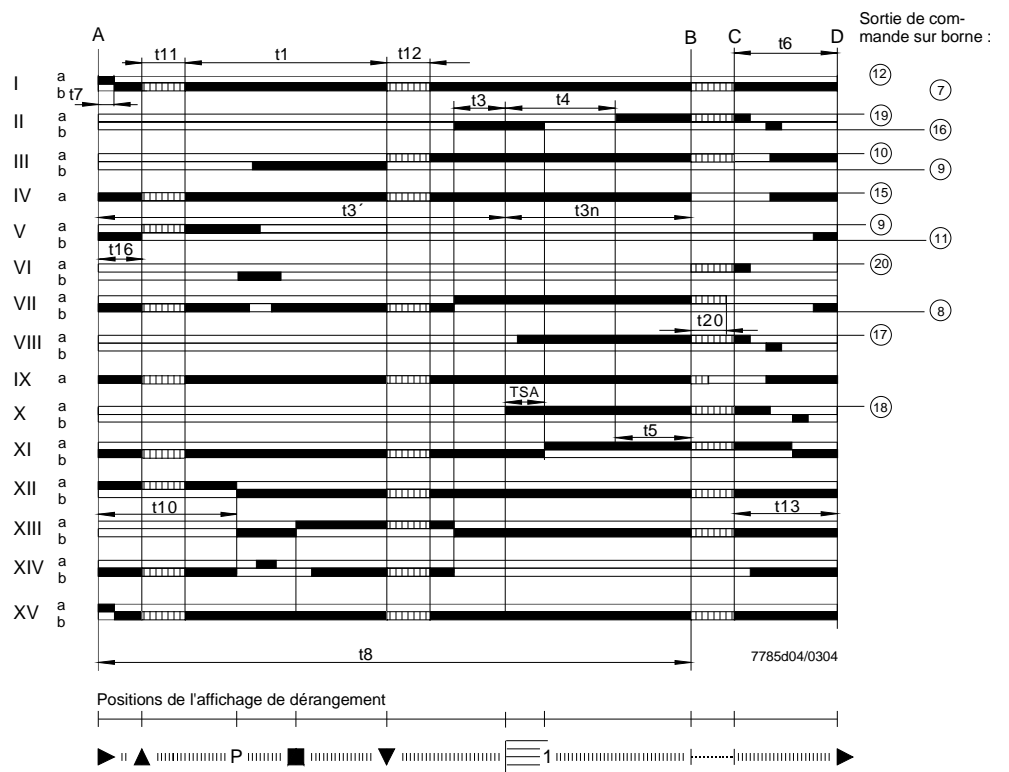 Sortie de com-
mande sur borne :
A B C D
t11 t1 t12 t6
I a 12
b 7
t7
t3 t4
II a 19
b 16
III a 10
b 9
IV a 15
t3´ t3n
V a 9
b 11
t16
VI a 20
b
VII a
b 8
t20
VIII a 17
b
IX a
TSA
X a 18
b
t5
XI a
b
XII a
b
t10 t13
XIII a
b
XIV a
b
XV a
b
t8
7785d04/0304
Positions de l'affichage de dérangement
P 1